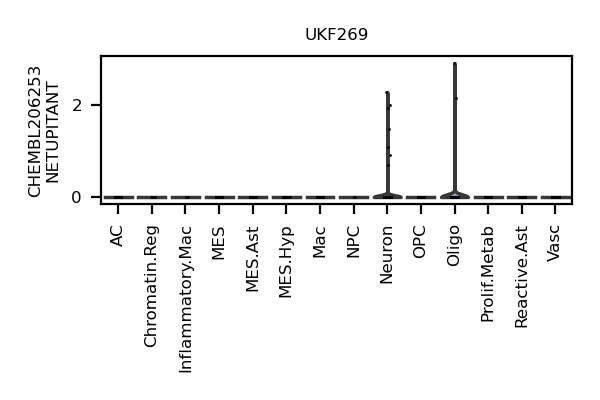 UKF269
CHEMBL206253
NETUPITANT
2
0
AC
Chromatin.Reg
Inflammatory.Mac
MES
MES.Ast
MES.Hyp
Mac
NPC
Neuron
OPC
Oligo
Prolif.Metab
Reactive.Ast
Vasc